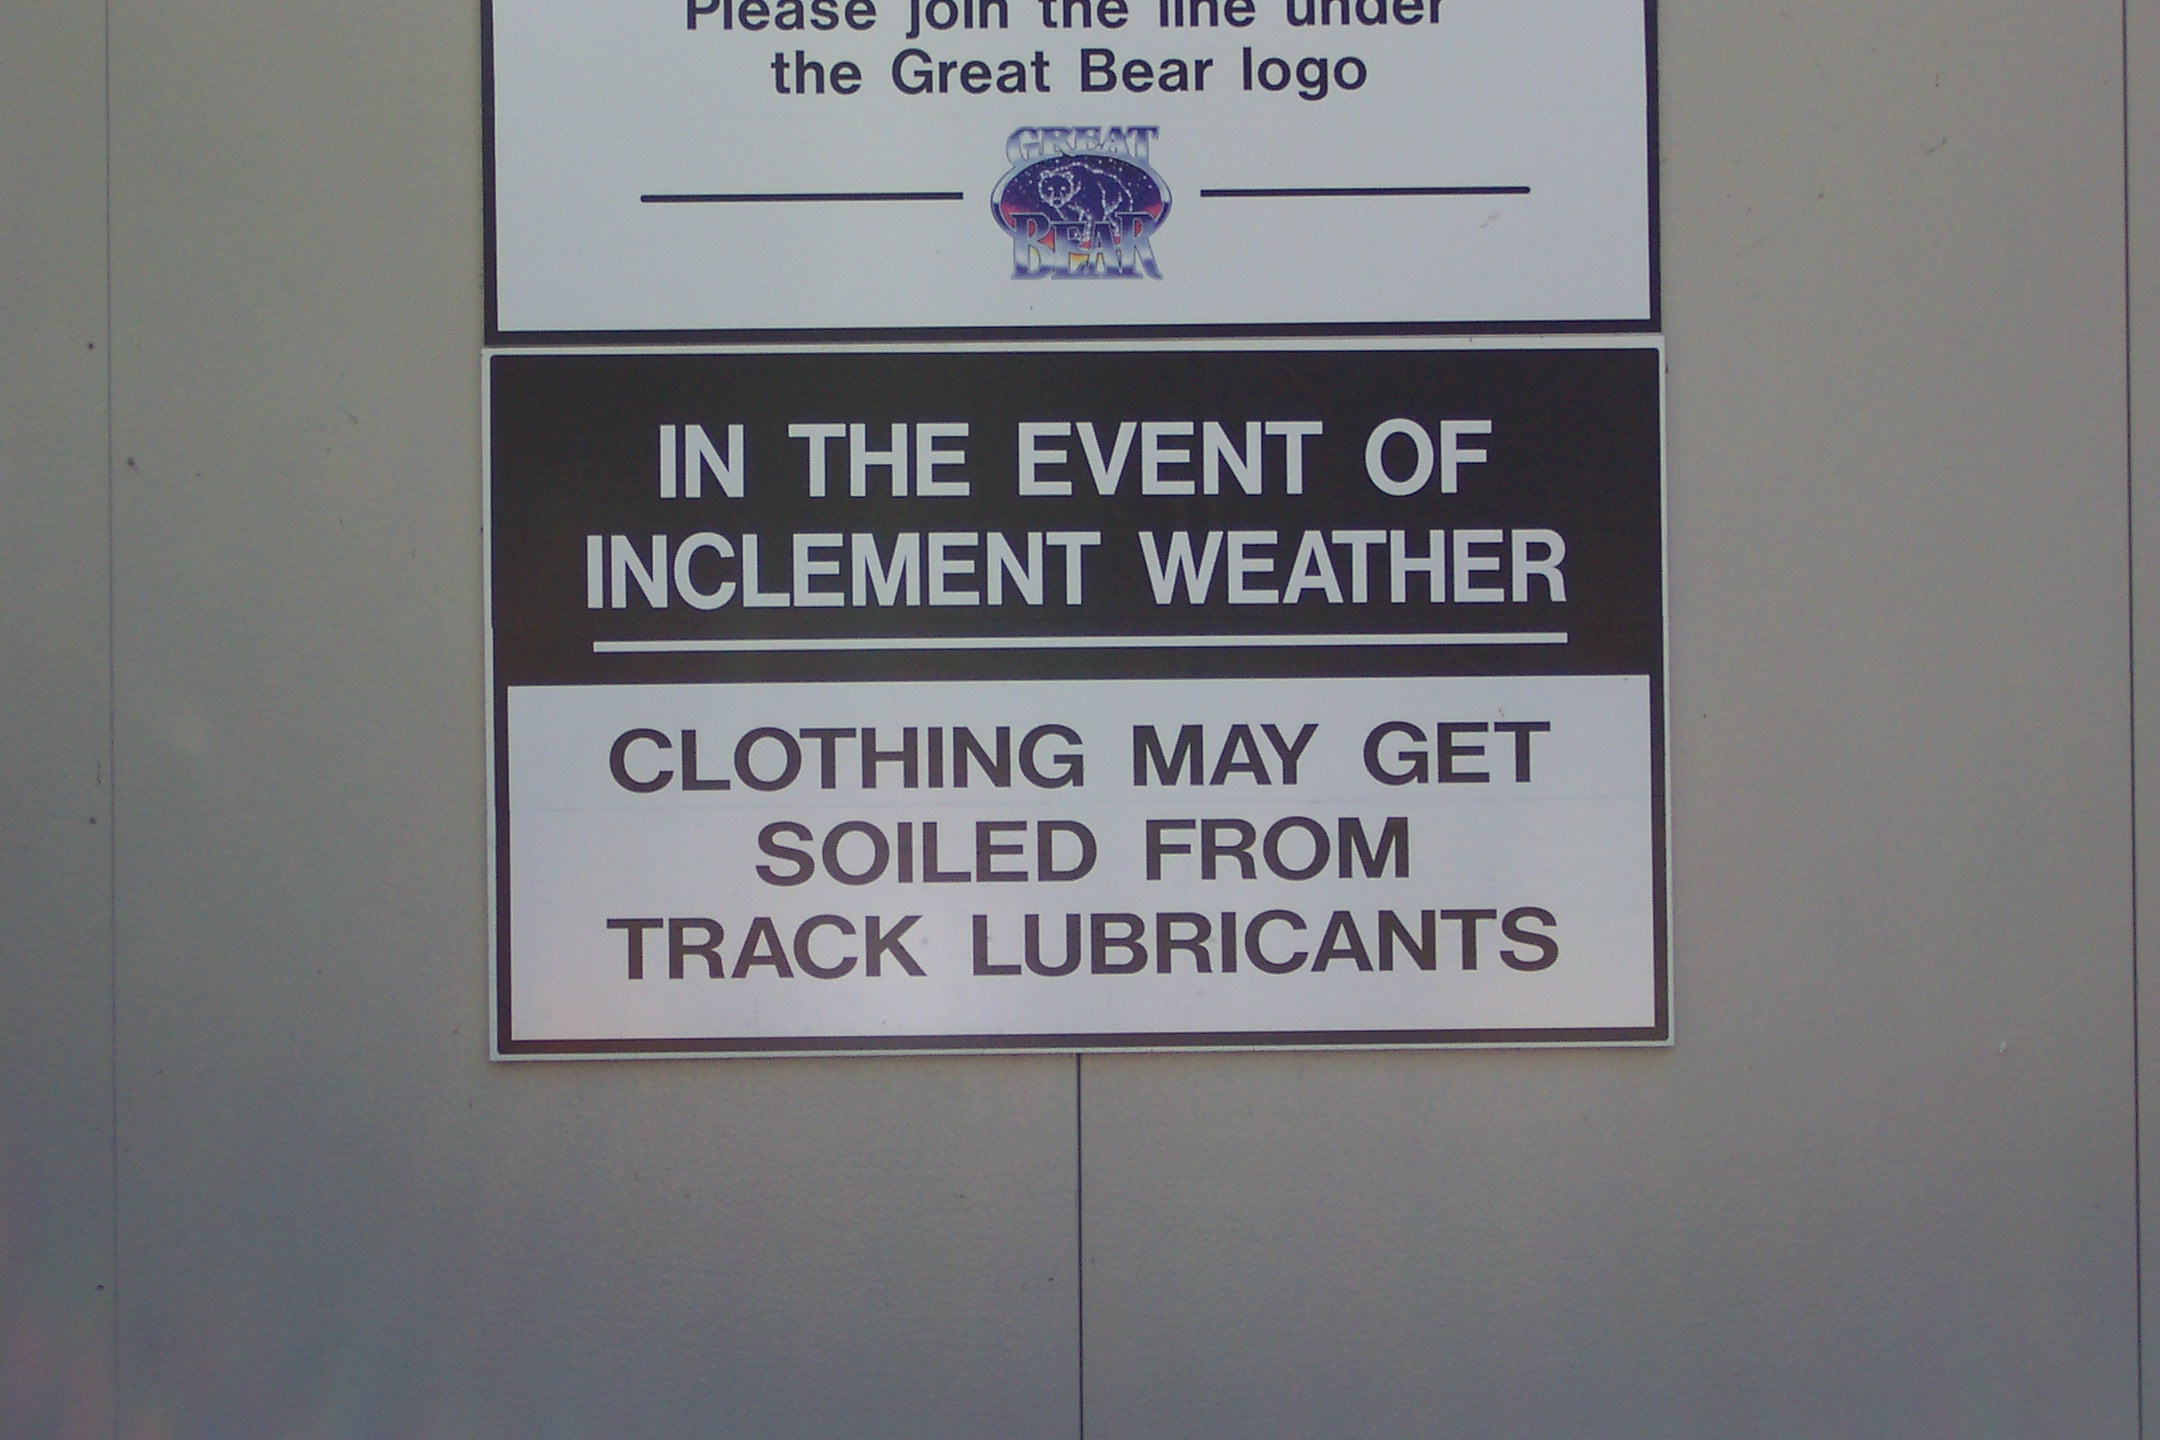 Please join the line under
the Great Bear logo
GREAT
BEAR
IN THE EVENT OF
INCLEMENT WEATHER
CLOTHING MAY GET
SOILED FROM
TRACK LUBRICANTS